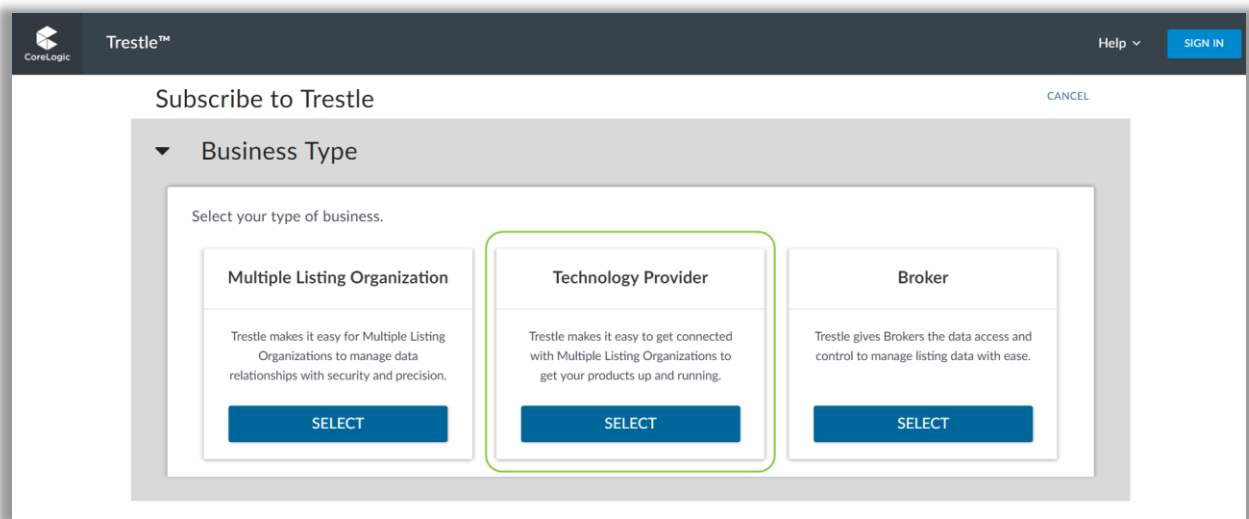 CoreLogic
Trestle™
Help
SIGN IN
Subscribe to Trestle
CANCEL
Business Type
Select your type of business.
Multiple Listing Organization
Trestle makes it easy for Multiple Listing
Organizations to manage data
relationships with security and precision.
SELECT
Technology Provider
Trestle makes it easy to get connected
with Multiple Listing Organizations to
get your products up and running.
SELECT
Broker
Trestle gives Brokers the data access and
control to manage listing data with ease.
SELECT